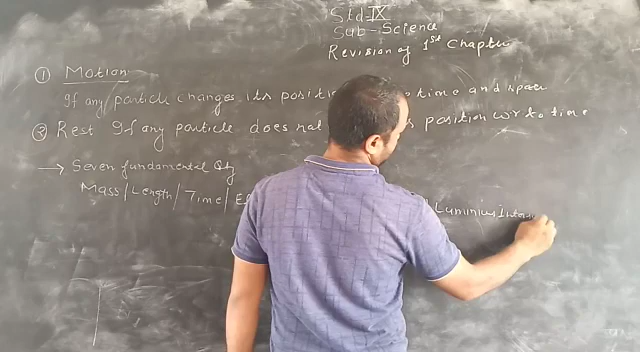 Std-IX
Sub-Science
Revision of 1st Chapter
① Motion
If any particle changes its positi time and space
② Rest If any particle does not s position wr to time
→ Seven fundamental Qty
Mass/Length/Time/E Luminius Inten